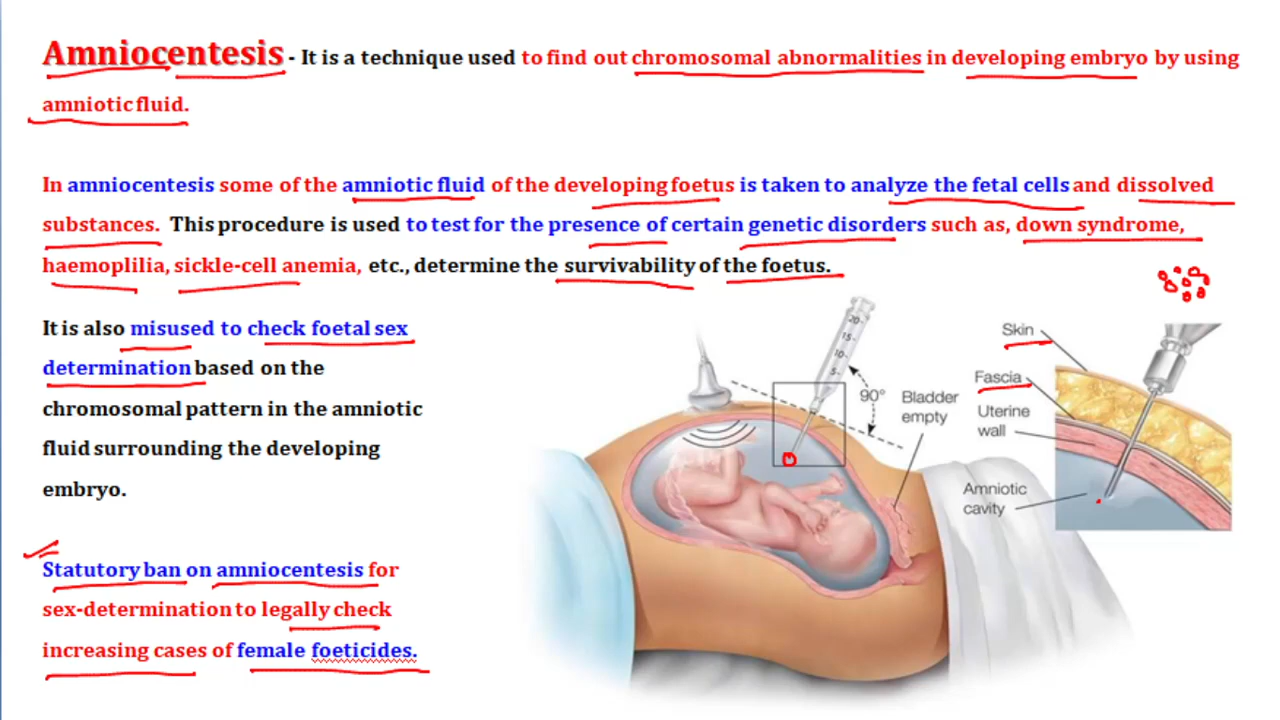 Amniocentesis - It is a technique used to find out chromosomal abnormalities in developing embryo by using
amniotic fluid.
In amniocentesis some of the amniotic fluid of the developing foetus is taken to analyze the fetal cells and dissolved
substances. This procedure is used to test for the presence of certain genetic disorders such as, down syndrome,
haemoplilia, sickle-cell anemia, etc., determine the survivability of the foetus.
It is also misused to check foetal sex
determination based on the
chromosomal pattern in the amniotic
fluid surrounding the developing
embryo.
Statutory ban on amniocentesis for
sex-determination to legally check
increasing cases of female foeticides.
20
15
10
5
90°
Bladder
empty
Skin
Fascia
Uterine
wall
Amniotic
cavity